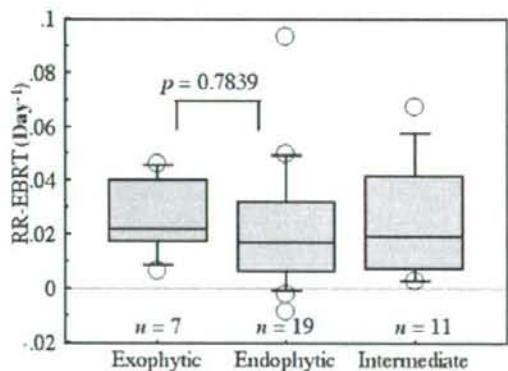 .1
.08
.06
.04
.02
0
-.02
RR-EBRT (Day⁻¹)
p = 0.7839
n = 7 n = 19 n = 11
Exophytic Endophytic Intermediate